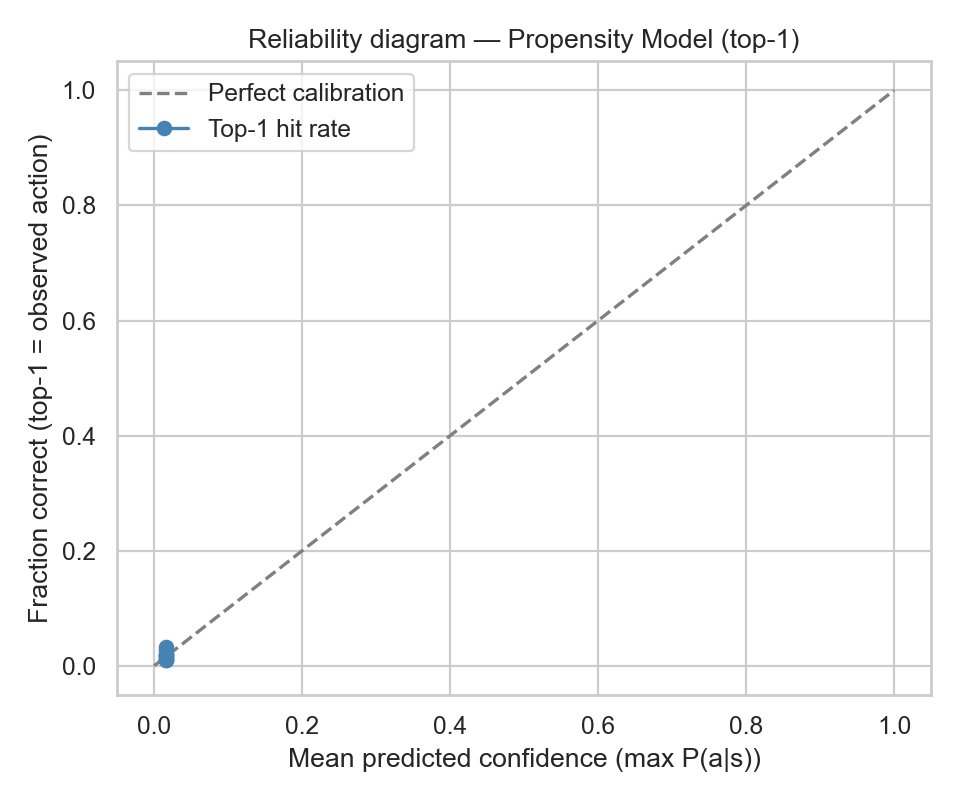 Reliability diagram — Propensity Model (top-1)
Perfect calibration
Top-1 hit rate
Fraction correct (top-1 = observed action)
1.0
0.8
0.6
0.4
0.2
0.0
0.0 0.2 0.4 0.6 0.8 1.0
Mean predicted confidence (max P(a|s))